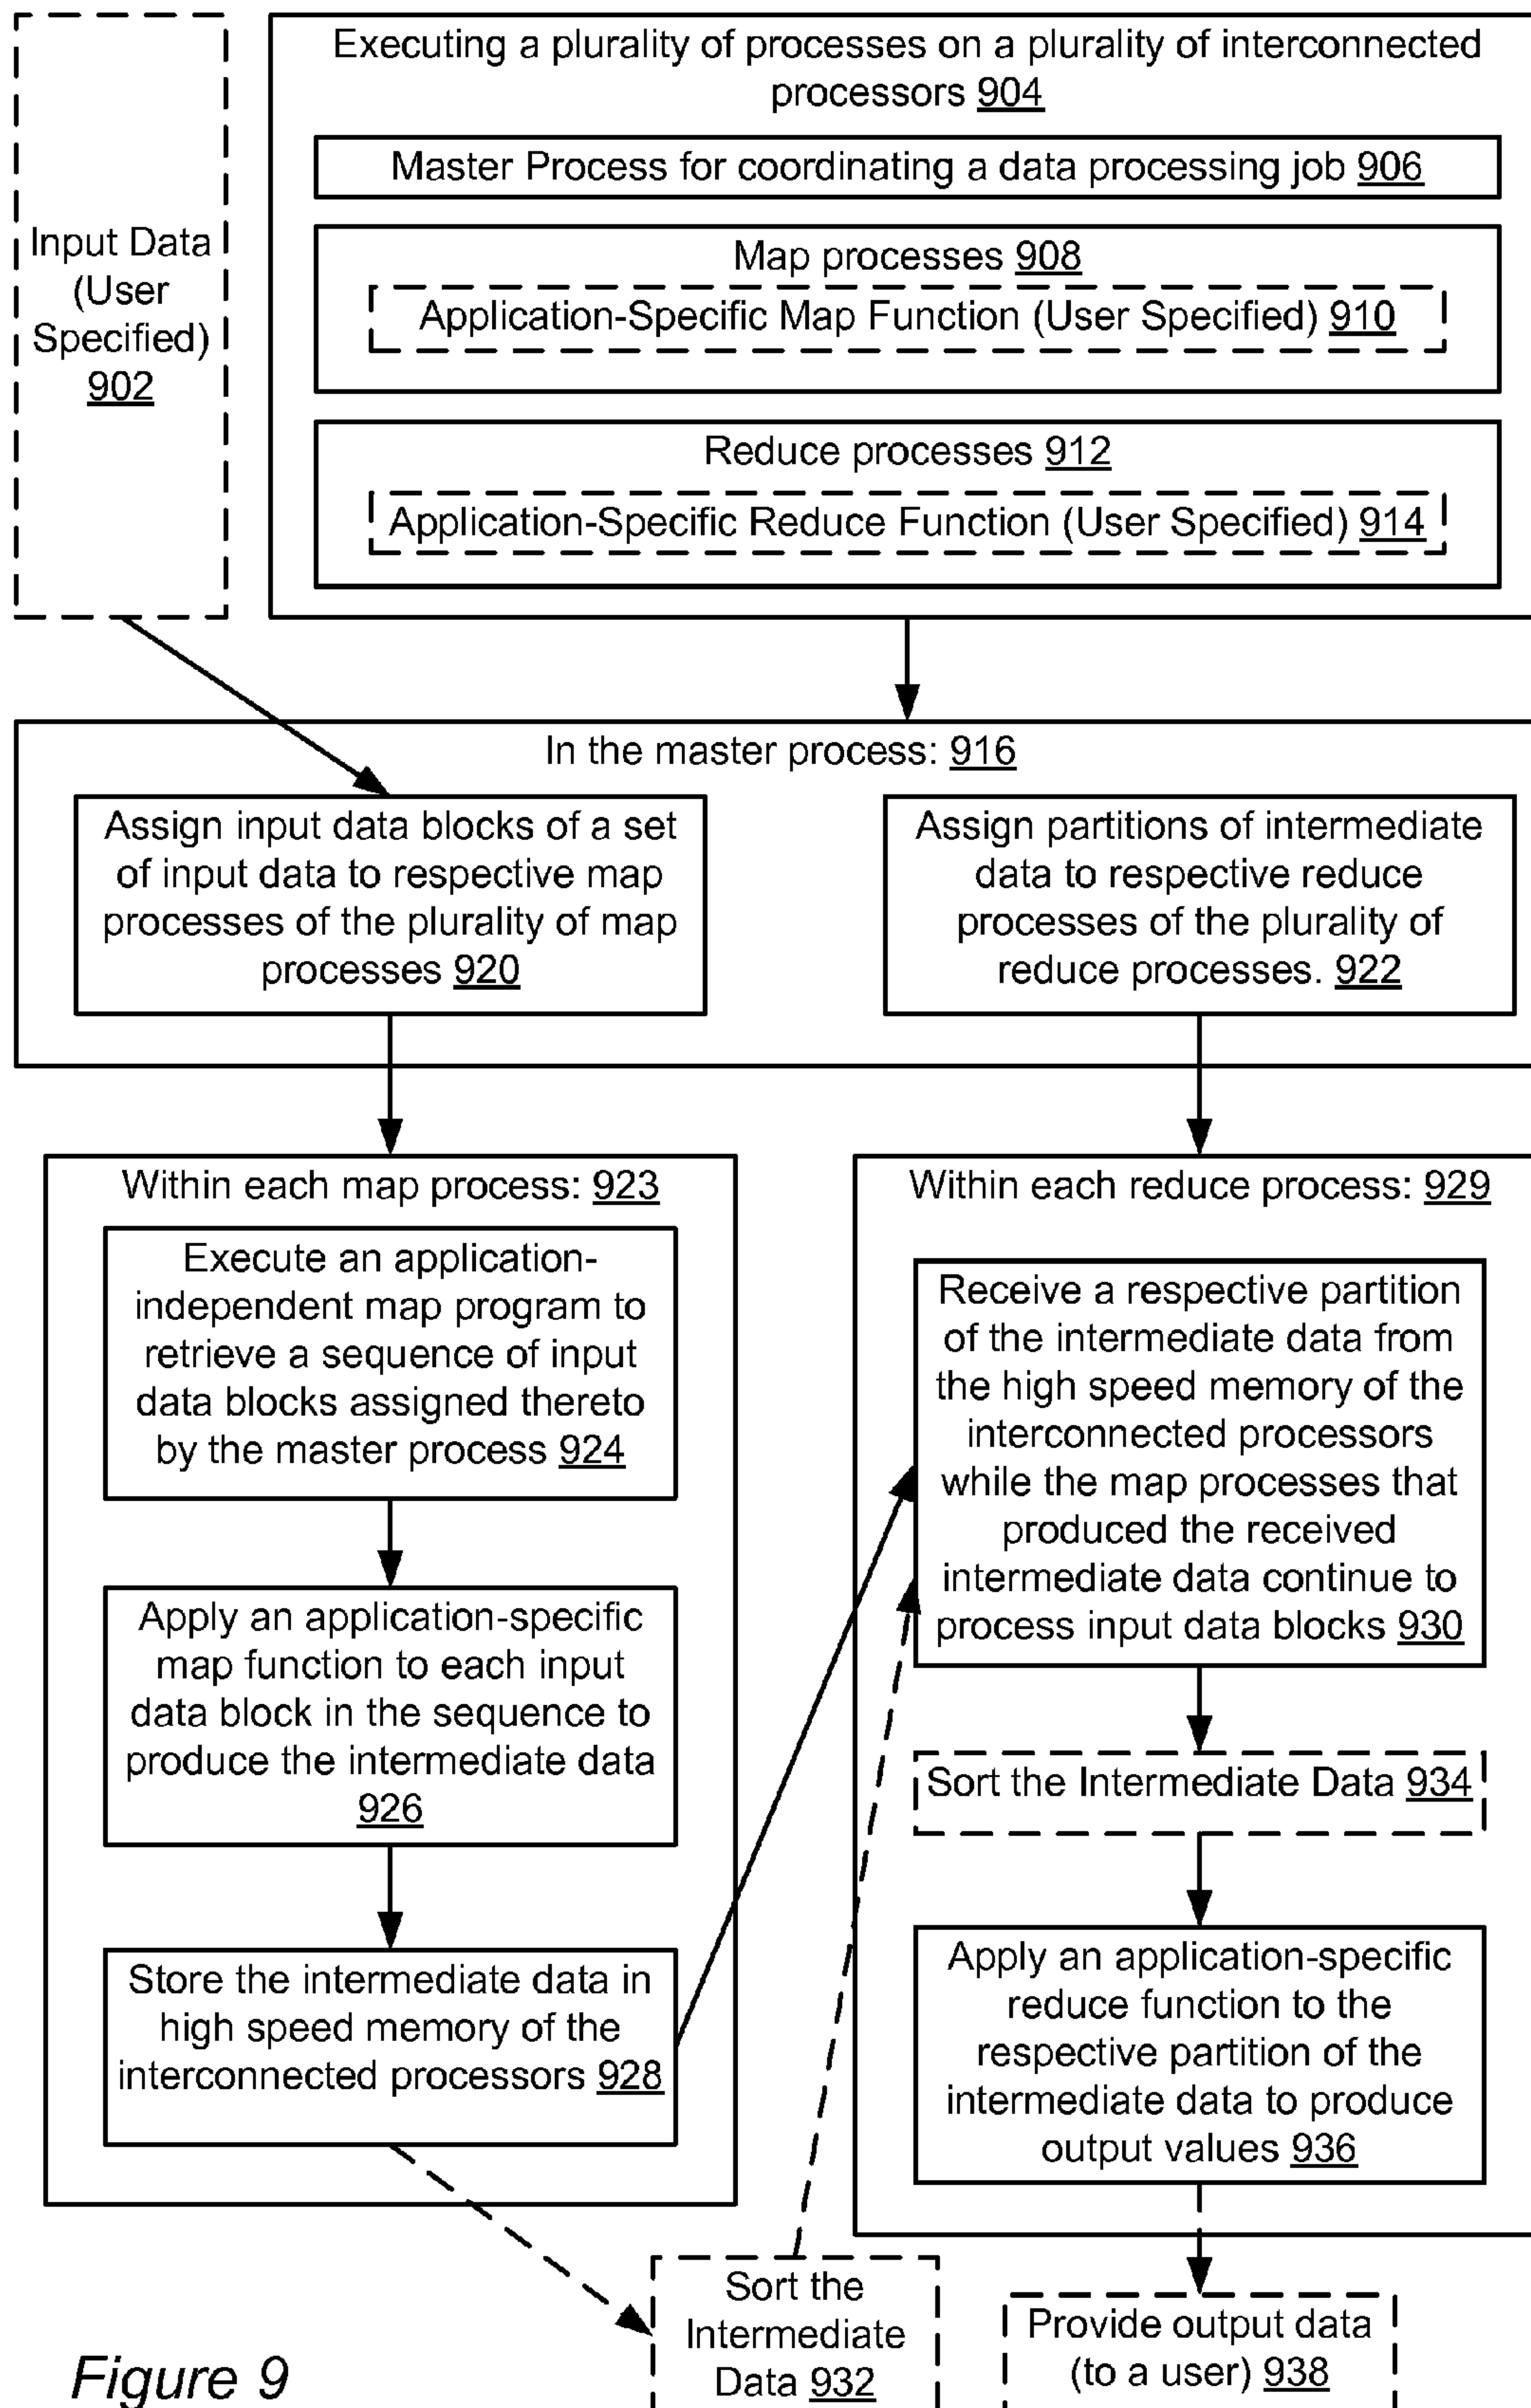 Executing a plurality of processes on a plurality of interconnected
processors 904
Master Process for coordinating a data processing job 906
Input Data
(User
Specified)
902
Map processes 908
Application-Specific Map Function (User Specified) 910
Reduce processes 912
Application-Specific Reduce Function (User Specified) 914
In the master process: 916
Assign input data blocks of a set
of input data to respective map
processes of the plurality of map
processes 920
Assign partitions of intermediate
data to respective reduce
processes of the plurality of
reduce processes. 922
Within each map process: 923
Execute an application-
independent map program to
retrieve a sequence of input
data blocks assigned thereto
by the master process 924
Apply an application-specific
map function to each input
data block in the sequence to
produce the intermediate data
926
Store the intermediate data in
high speed memory of the
interconnected processors 928
Within each reduce process: 929
Receive a respective partition
of the intermediate data from
the high speed memory of the
interconnected processors
while the map processes that
produced the received
intermediate data continue to
process input data blocks 930
Sort the Intermediate Data 934
Apply an application-specific
reduce function to the
respective partition of the
intermediate data to produce
output values 936
Sort the
Intermediate
Data 932
Provide output data
(to a user) 938
Figure 9